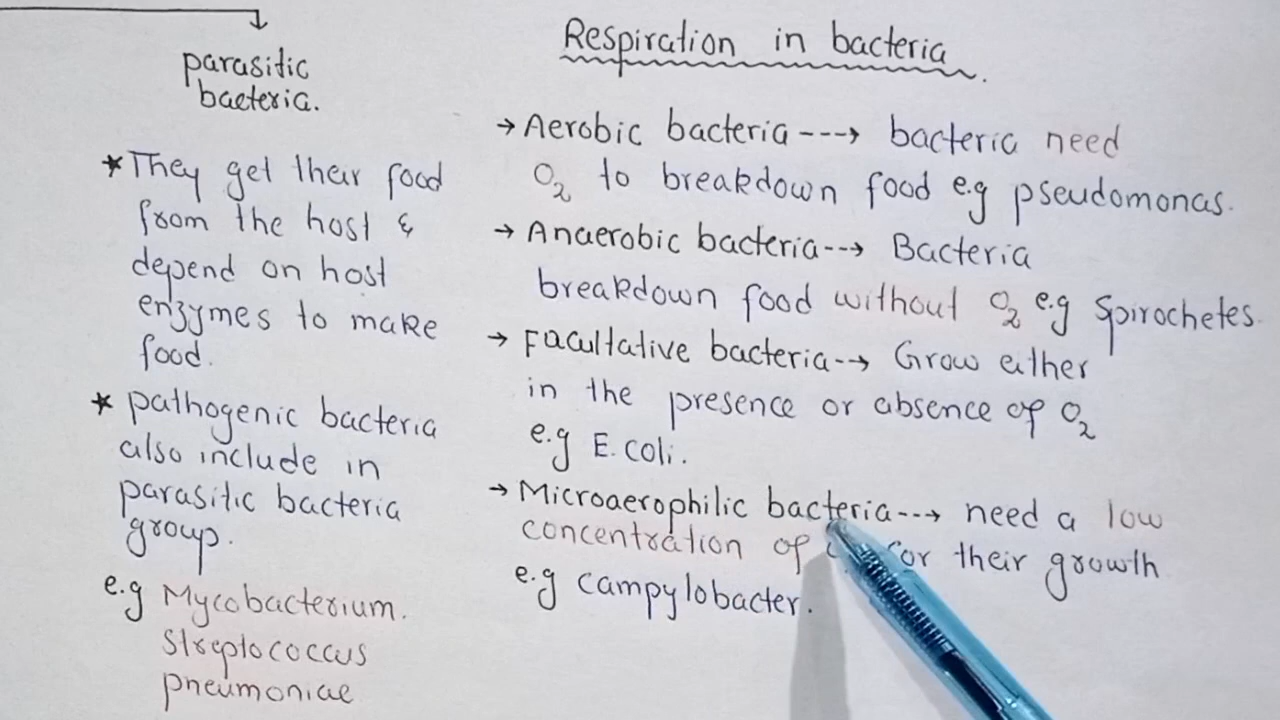 parasitic
bacteria.
*They get their food
from the host &
depend on host
enzymes to make
food.
* pathogenic bacteria
also include in
parasitic bacteria
group.
e.g Mycobacterium.
Streptococcus
pneumoniae
Respiration in bacteria
→ Aerobic bacteria ---→ bacteria need
O2 to breakdown food e.g pseudomonas.
→ Anaerobic bacteria---→ Bacteria
breakdown food without O2 e.g Spirochetes.
→ Facultative bacteria--→ Grow either
in the presence or absence of O2
e.g E.coli.
→ Microaerophilic bacteria---→ need a low
concentration of for their growth
e.g Campylobacter.